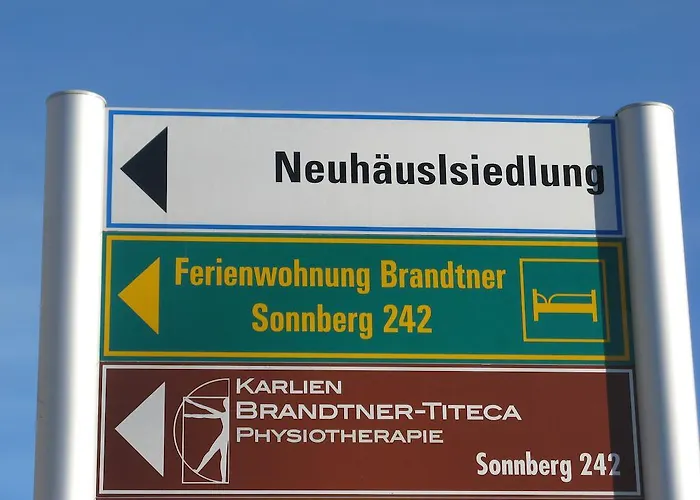 Neuhäuslsiedlung
Ferienwohnung Brandtner
Sonnberg 242
KARLIEN
BRANDTNER-TITECA
PHYSIOTHERAPIE
Sonnberg 242